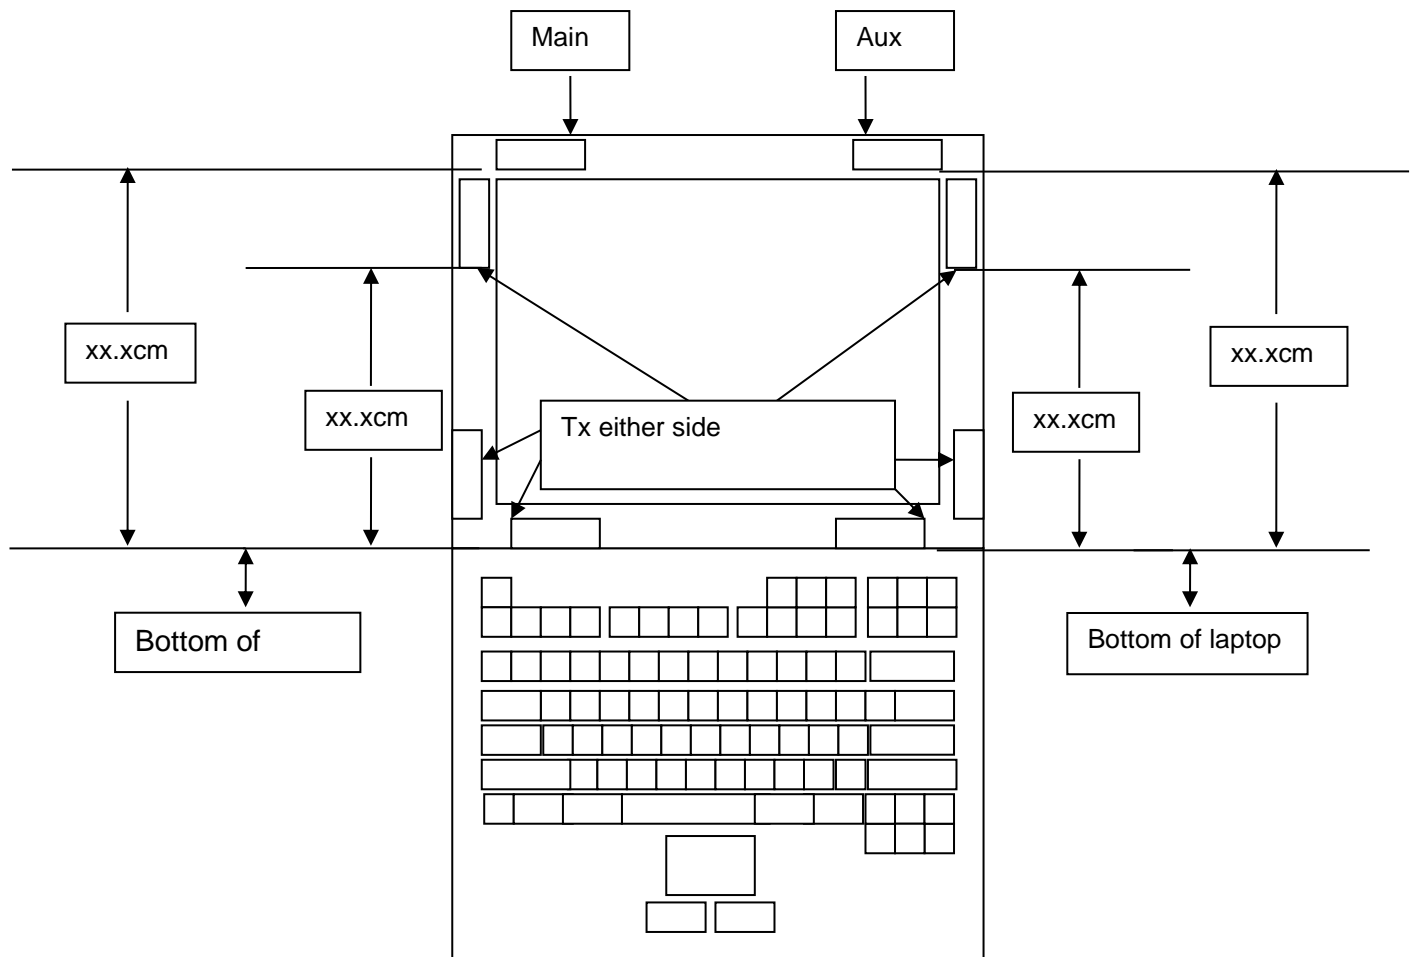 Main
Aux
xx.xcm
xx.xcm
xx.xcm
xx.xcm
Tx either side
Bottom of
Bottom of laptop